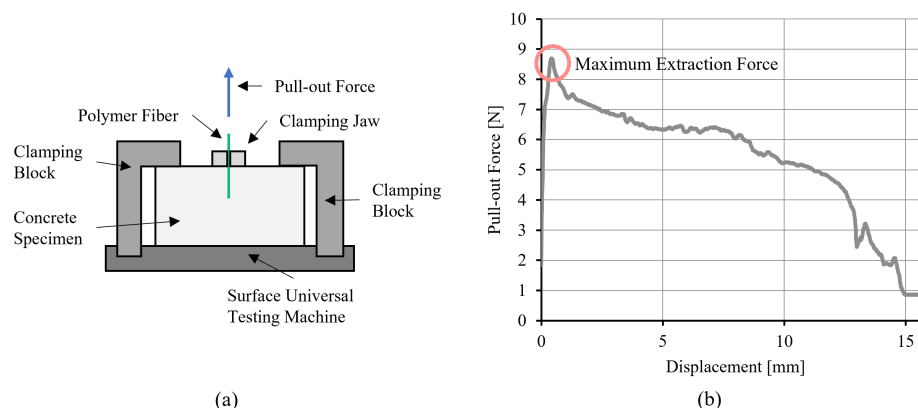 Pull-out Force
Polymer Fiber
Clamping Jaw
Clamping
Block
Clamping
Block
Concrete
Specimen
Surface Universal
Testing Machine
(a)
10
9
8
7
6
5
4
3
2
1
0
Pull-out Force [N]
Maximum Extraction Force
0
5
10
15
Displacement [mm]
(b)